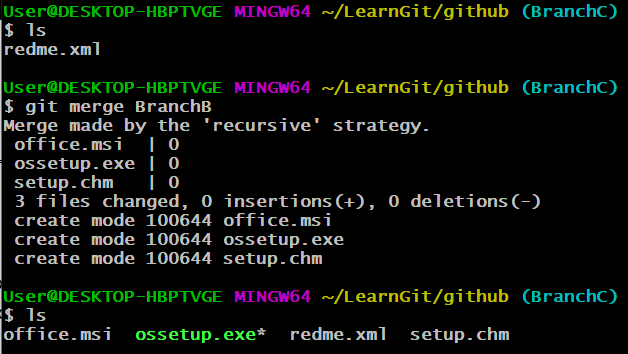 User@DESKTOP-HBPTVGE MINGW64 ~/LearnGit/github (BranchC)
$ ls
redme.xml
User@DESKTOP-HBPTVGE MINGW64 ~/LearnGit/github (BranchC)
$ git merge BranchB
Merge made by the 'recursive' strategy.
office.msi | 0
ossetup.exe | 0
setup.chm | 0
3 files changed, 0 insertions(+), 0 deletions(-)
create mode 100644 office.msi
create mode 100644 ossetup.exe
create mode 100644 setup.chm
User@DESKTOP-HBPTVGE MINGW64 ~/LearnGit/github (BranchC)
$ ls
office.msi ossetup.exe* redme.xml setup.chm